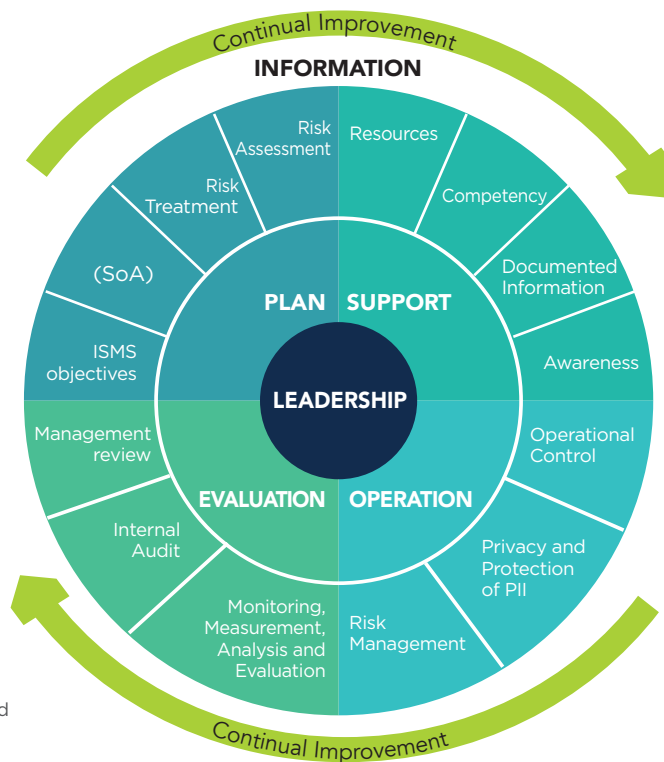 Continual Improvement
INFORMATION
Risk
Assessment
Resources
Risk
Treatment
Competency
(SoA)
Documented
Information
PLAN
SUPPORT
ISMS
objectives
Awareness
LEADERSHIP
Management
review
Operational
Control
EVALUATION
OPERATION
Internal
Audit
Privacy and
Protection
of PII
Monitoring,
Measurement,
Analysis and
Evaluation
Risk
Management
d
Continual Improvement